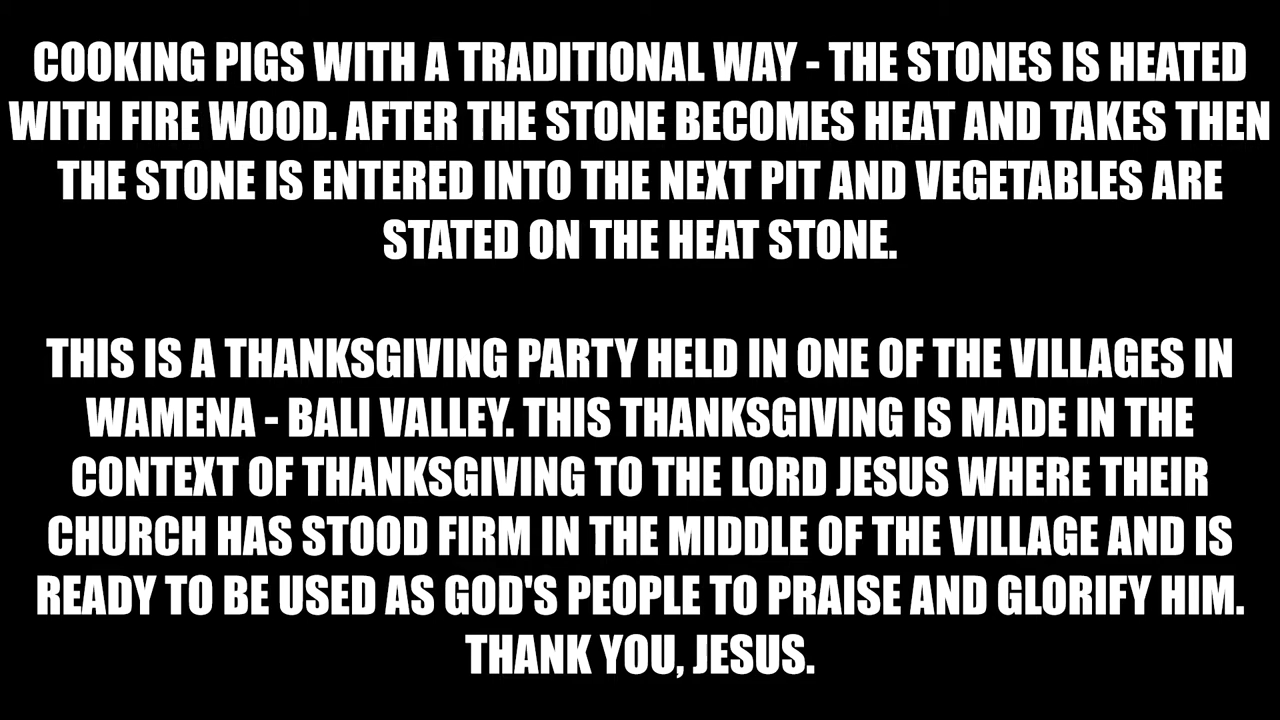 COOKING PIGS WITH A TRADITIONAL WAY - THE STONES IS HEATED
WITH FIRE WOOD. AFTER THE STONE BECOMES HEAT AND TAKES THEN
THE STONE IS ENTERED INTO THE NEXT PIT AND VEGETABLES ARE
STATED ON THE HEAT STONE.
THIS IS A THANKSGIVING PARTY HELD IN ONE OF THE VILLAGES IN
WAMENA - BALI VALLEY. THIS THANKSGIVING IS MADE IN THE
CONTEXT OF THANKSGIVING TO THE LORD JESUS WHERE THEIR
CHURCH HAS STOOD FIRM IN THE MIDDLE OF THE VILLAGE AND IS
READY TO BE USED AS GOD'S PEOPLE TO PRAISE AND GLORIFY HIM.
THANK YOU, JESUS.